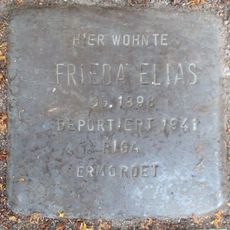 HIER WOHNTE
FRIEDA ELIAS
JG. 1898
DEPORTIERT 1941
RIGA
ERMORDET